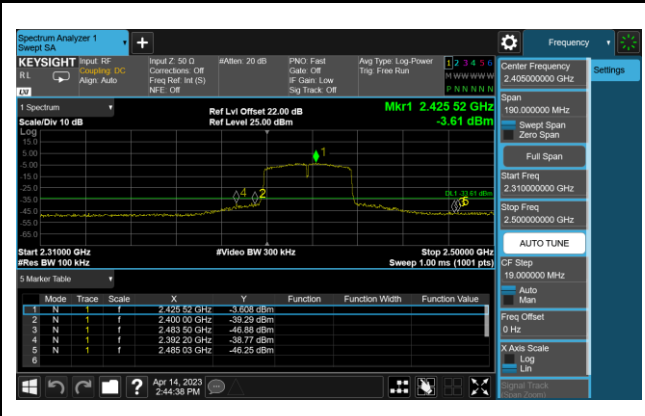 Spectrum Analyzer 1
Swept SA
+
Frequency
KEYSIGHT
RL
LXI
Input: RF
Coupling: DC
Align: Auto
Input Z: 50 Ω
Corrections: Off
Freq Ref: Int (S)
NFE: Off
#Atten: 20 dB
PNO: Fast
Gate: Off
IF Gain: Low
Sig Track: Off
Avg Type: Log-Power
Trig: Free Run
1 2 3 4 5 6
M W W W W W
P N N N N N
1 Spectrum
Scale/Div 10 dB
Ref Lvl Offset 22.00 dB
Ref Level 25.00 dBm
Mkr1 2.425 52 GHz
-3.61 dBm
Log
15.0
5.00
-5.00
-15.0
-25.0
-35.0
-45.0
-55.0
-65.0
1
4
2
DL1 -33.61 dBm
Start 2.31000 GHz
#Res BW 100 kHz
#Video BW 300 kHz
Stop 2.50000 GHz
Sweep 1.00 ms (1001 pts)
5 Marker Table
Mode Trace Scale X Y Function Function Width Function Value
1 N 1 f 2.425 52 GHz -3.608 dBm
2 N 1 f 2.400 00 GHz -39.29 dBm
3 N 1 f 2.483 50 GHz -46.88 dBm
4 N 1 f 2.392 20 GHz -38.77 dBm
5 N 1 f 2.485 03 GHz -46.25 dBm
6
?
Apr 14, 2023
2:44:38 PM
Center Frequency
2.405000000 GHz
Settings
Span
190.000000 MHz
Swept Span
Zero Span
Full Span
Start Freq
2.310000000 GHz
Stop Freq
2.500000000 GHz
AUTO TUNE
CF Step
19.000000 MHz
Auto
Man
Freq Offset
0 Hz
X Axis Scale
Log
Lin
Signal Track
(Span Zoom)